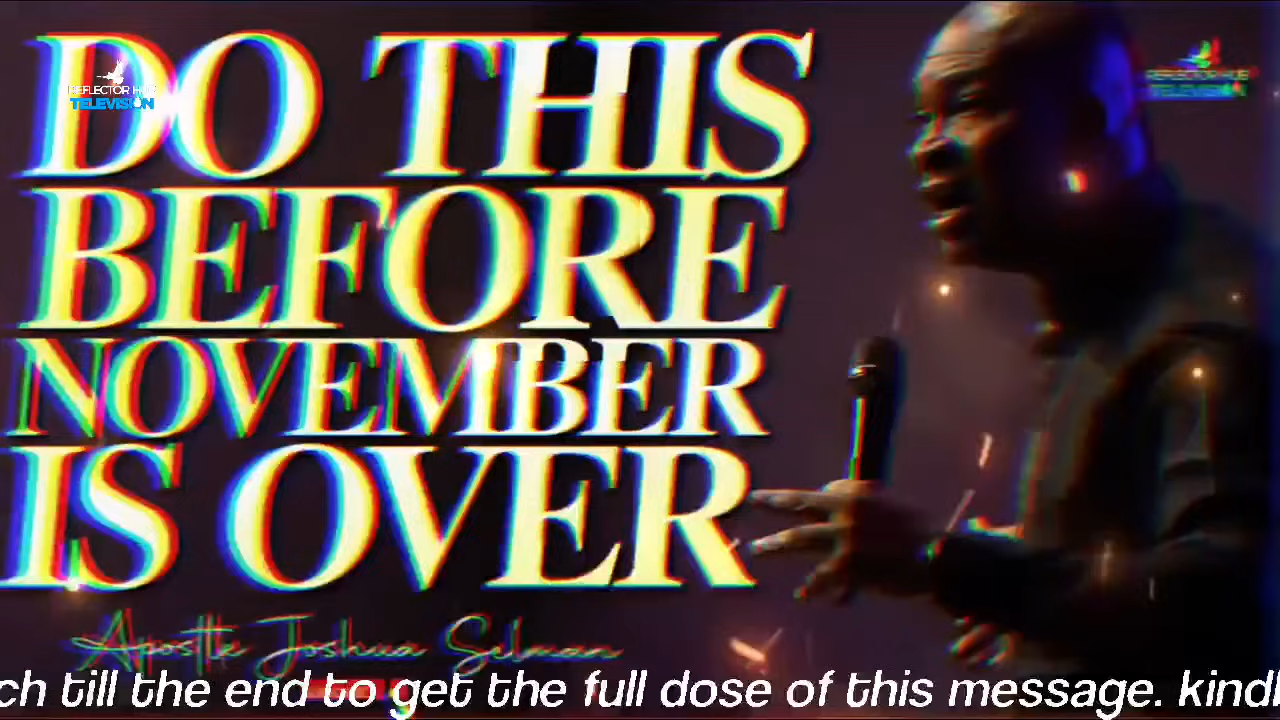 DO THIS
BEFORE
NOVEMBER
IS OVER
Apostle Joshua Selman
REFLECTOR HUB
TELEVISION
REFLECTOR HUB
TELEVISION
ch till the end to get the full dose of this message. kindl